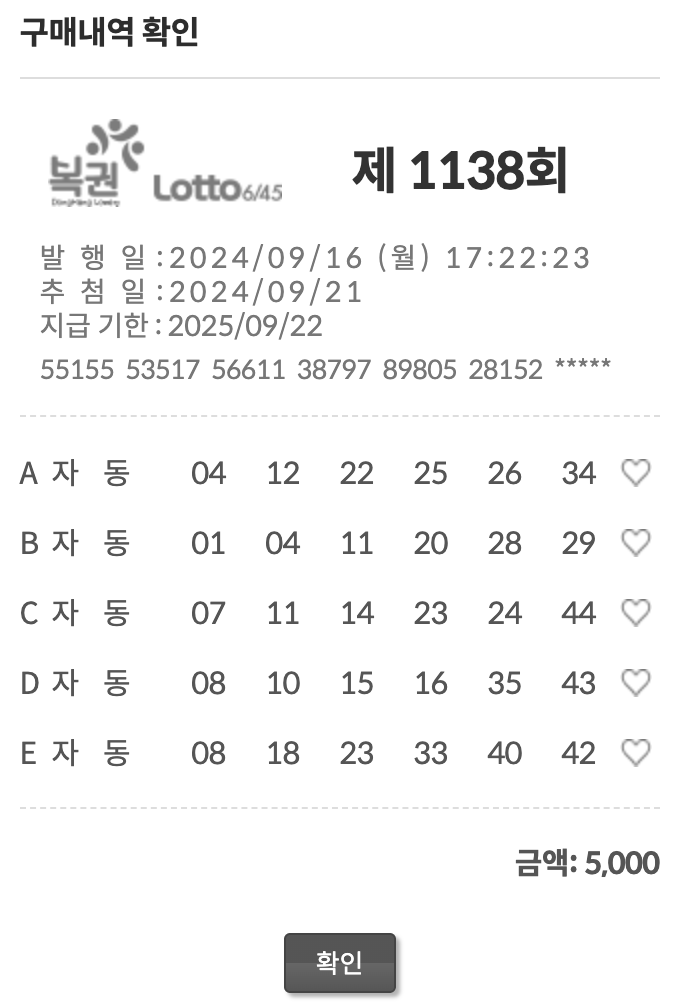 구매내역 확인
복권
DongHang Lottery
Lotto6/45
제 1138회
발 행 일 : 2024/09/16 (월) 17:22:23
추 첨 일 : 2024/09/21
지급 기한 : 2025/09/22
55155 53517 56611 38797 89805 28152 *****
A 자 동 04 12 22 25 26 34
B 자 동 01 04 11 20 28 29
C 자 동 07 11 14 23 24 44
D 자 동 08 10 15 16 35 43
E 자 동 08 18 23 33 40 42
금액: 5,000
확인